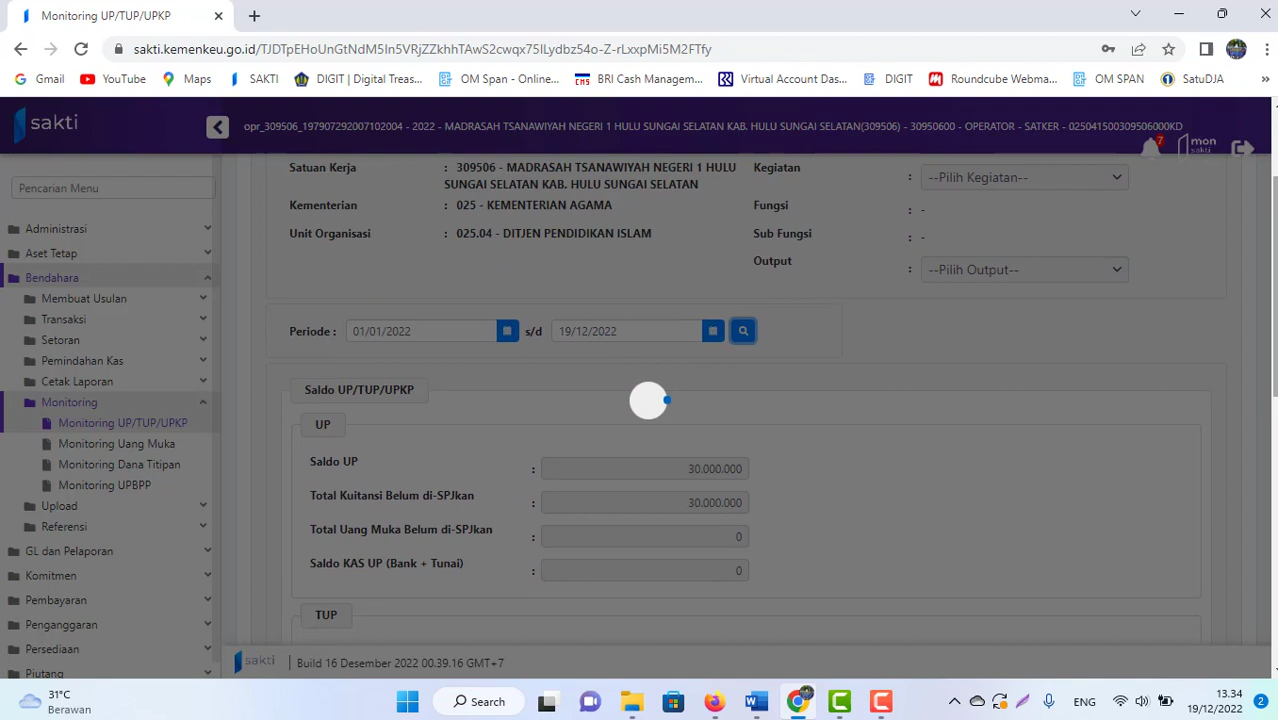 Monitoring UP/TUP/UPKP
sakti.kemenkeu.go.id/TJDTpEHoUnGtNdM5In5VRjZZkhhTAwS2cwqx75lLydbz54o-Z-rLxxpMi5M2FTfy
Gmail YouTube Maps SAKTI DIGIT | Digital Treas... OM Span - Online... BRI Cash Managem... Virtual Account Das... DIGIT Roundcube Webma... OM SPAN SatuDJA »
sakti opr_309506_197907292007102004 - 2022 - MADRASAH TSANAWIYAH NEGERI 1 HULU SUNGAI SELATAN KAB. HULU SUNGAI SELATAN(309506) - 30950600 - OPERATOR - SATKER - 025041500309506000KD
7 mon sakti
Pencarian Menu
Administrasi
Aset Tetap
Bendahara
Membuat Usulan
Transaksi
Setoran
Pemindahan Kas
Cetak Laporan
Monitoring
Monitoring UP/TUP/UPKP
Monitoring Uang Muka
Monitoring Dana Titipan
Monitoring UPBPP
Upload
Referensi
GL dan Pelaporan
Komitmen
Pembayaran
Penganggaran
Persediaan
Piutang
Satuan Kerja : 309506 - MADRASAH TSANAWIYAH NEGERI 1 HULU
SUNGAI SELATAN KAB. HULU SUNGAI SELATAN
Kementerian : 025 - KEMENTERIAN AGAMA
Unit Organisasi : 025.04 - DITJEN PENDIDIKAN ISLAM
Kegiatan : --Pilih Kegiatan--
Fungsi : -
Sub Fungsi : -
Output : --Pilih Output--
Periode : 01/01/2022 s/d 19/12/2022
Saldo UP/TUP/UPKP
UP
Saldo UP : 30.000.000
Total Kuitansi Belum di-SPJkan : 30.000.000
Total Uang Muka Belum di-SPJkan : 0
Saldo KAS UP (Bank + Tunai) : 0
TUP
sakti | Build 16 Desember 2022 00.39.16 GMT+7
31°C
Berawan
Search
ENG
13.34
19/12/2022
2